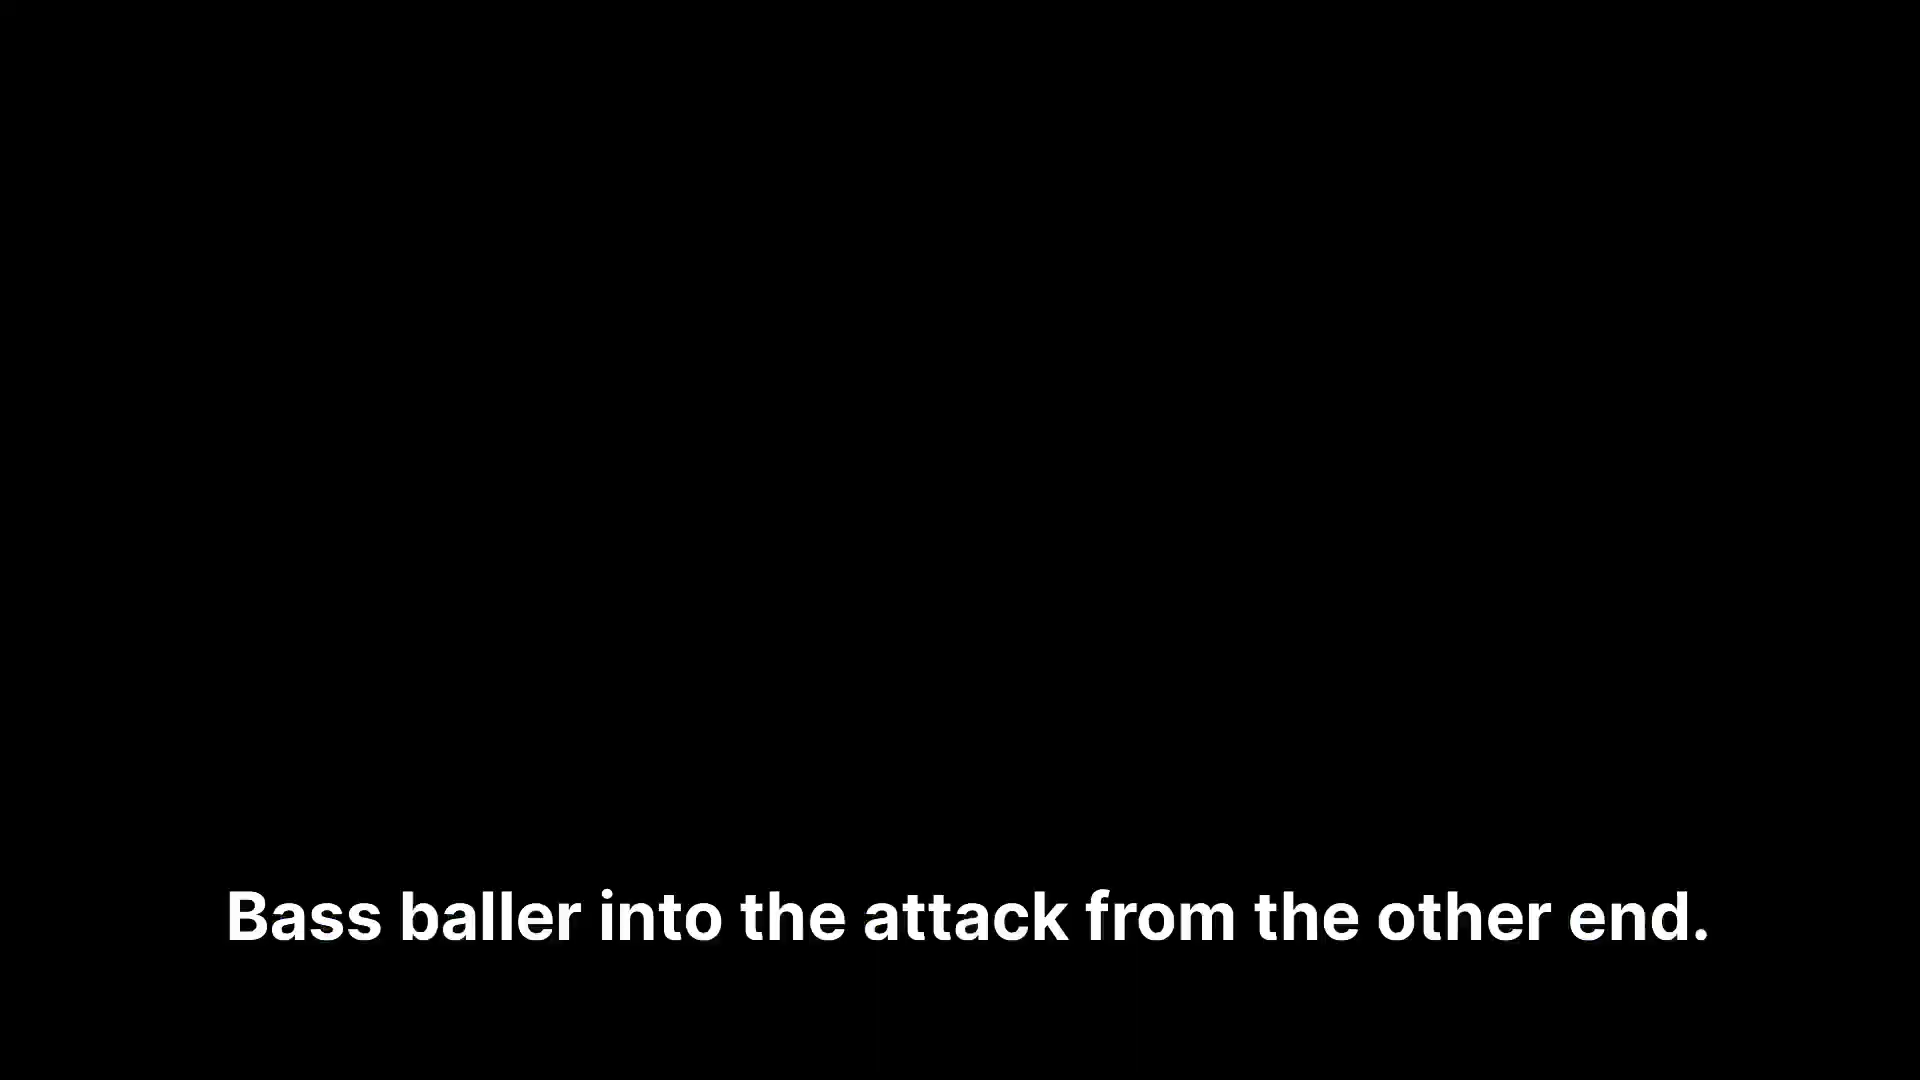 Bass baller into the attack from the other end.